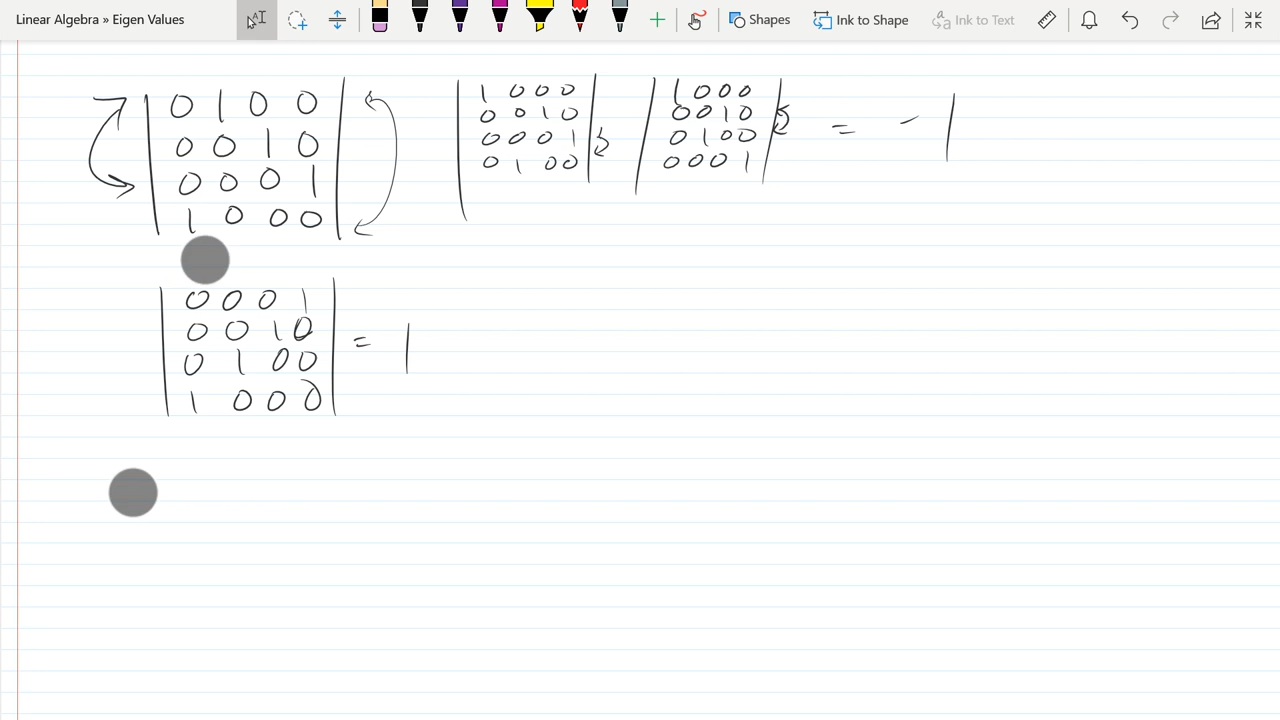 Linear Algebra » Eigen Values
Shapes
Ink to Shape
Ink to Text
0 1 0 0
0 0 1 0
0 0 0 1
1 0 0 0
1 0 0 0
0 0 1 0
0 0 0 1
0 1 0 0
1 0 0 0
0 0 1 0
0 1 0 0
0 0 0 1
= - 1
0 0 0 1
0 0 1 0
0 1 0 0
1 0 0 0
= 1